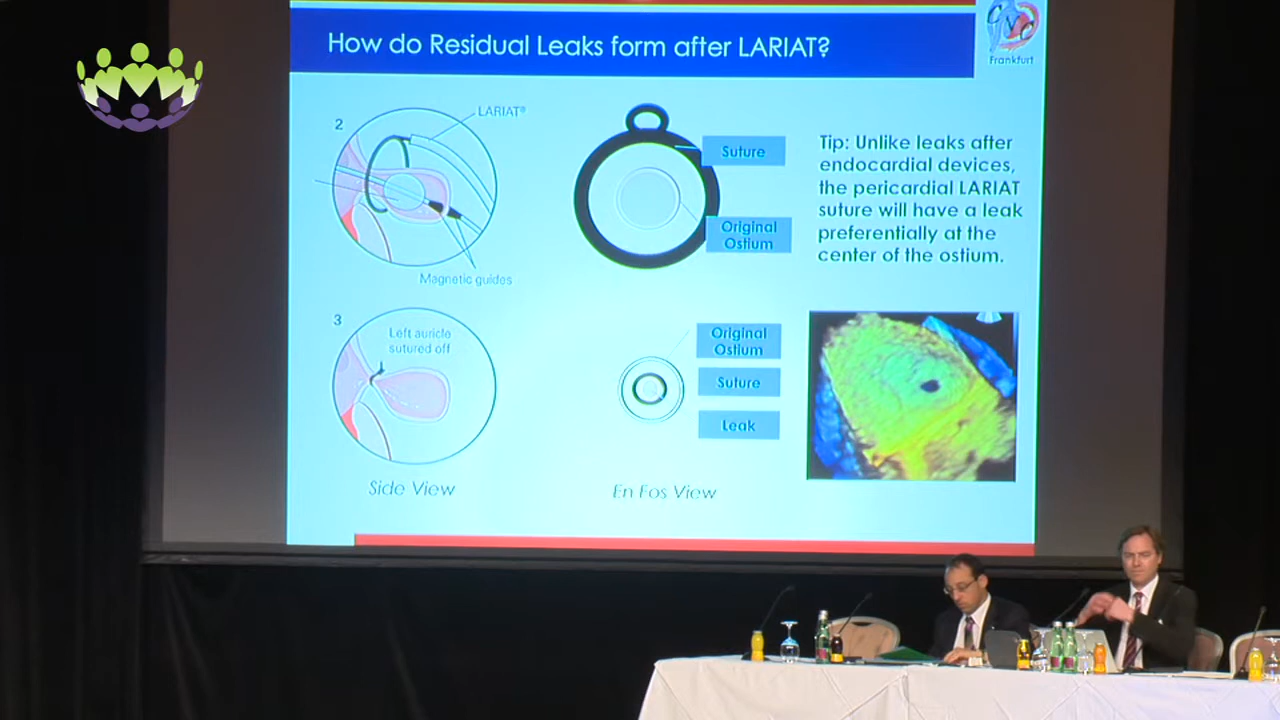 How do Residual Leaks form after LARIAT?
Frankfurt
2
LARIAT®
Magnetic guides
Suture
Original
Ostium
Tip: Unlike leaks after
endocardial devices,
the pericardial LARIAT
suture will have a leak
preferentially at the
center of the ostium.
3
Left auricle
sutured off
Original
Ostium
Suture
Leak
Side View
En Fos View